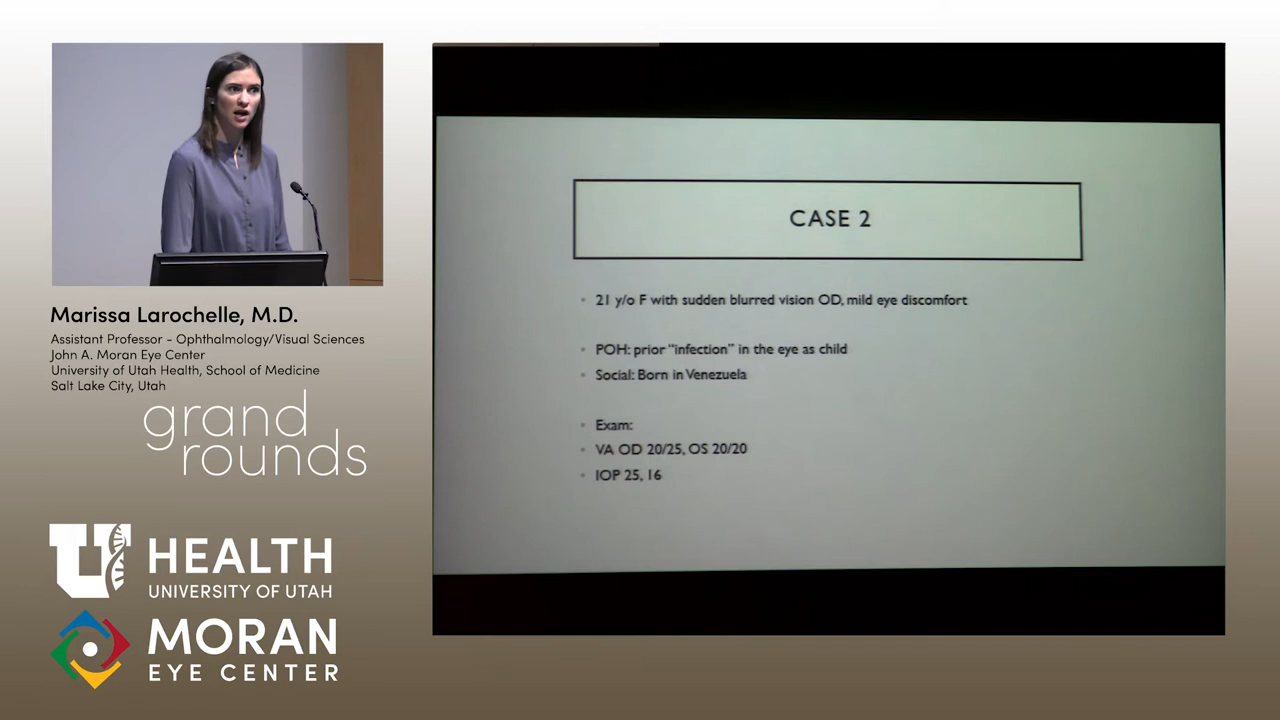 Marissa Larochelle, M.D.
Assistant Professor - Ophthalmology/Visual Sciences
John A. Moran Eye Center
University of Utah Health, School of Medicine
Salt Lake City, Utah
grand
rounds
U HEALTH
UNIVERSITY OF UTAH
MORAN
EYE CENTER
CASE 2
21 y/o F with sudden blurred vision OD, mild eye discomfort
POH: prior “infection” in the eye as child
Social: Born in Venezuela
Exam:
VA OD 20/25, OS 20/20
IOP 25, 16